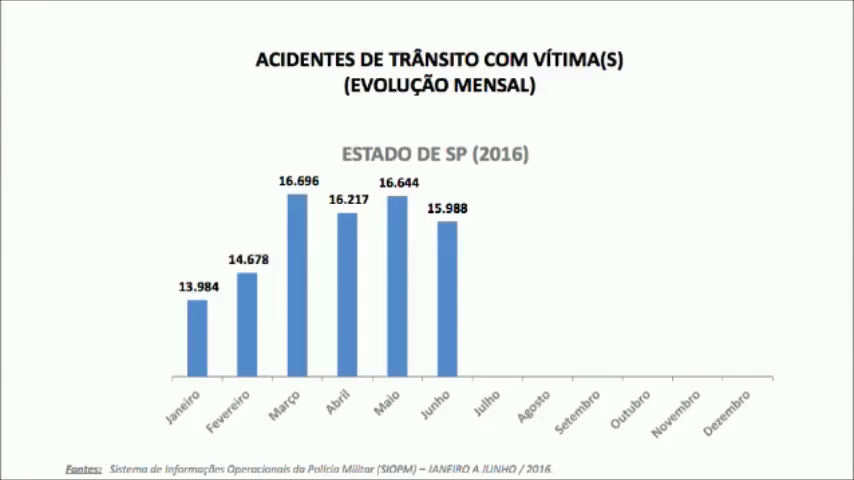 ACIDENTES DE TRÂNSITO COM VÍTIMA(S)
(EVOLUÇÃO MENSAL)
ESTADO DE SP (2016)
13.984
14.678
16.696
16.217
16.644
15.988
Janeiro
Fevereiro
Março
Abril
Maio
Junho
Julho
Agosto
Setembro
Outubro
Novembro
Dezembro
Fontes: Sistema de Informações Operacionais da Polícia Militar (SIOPM) – JANEIRO A JUNHO / 2016.